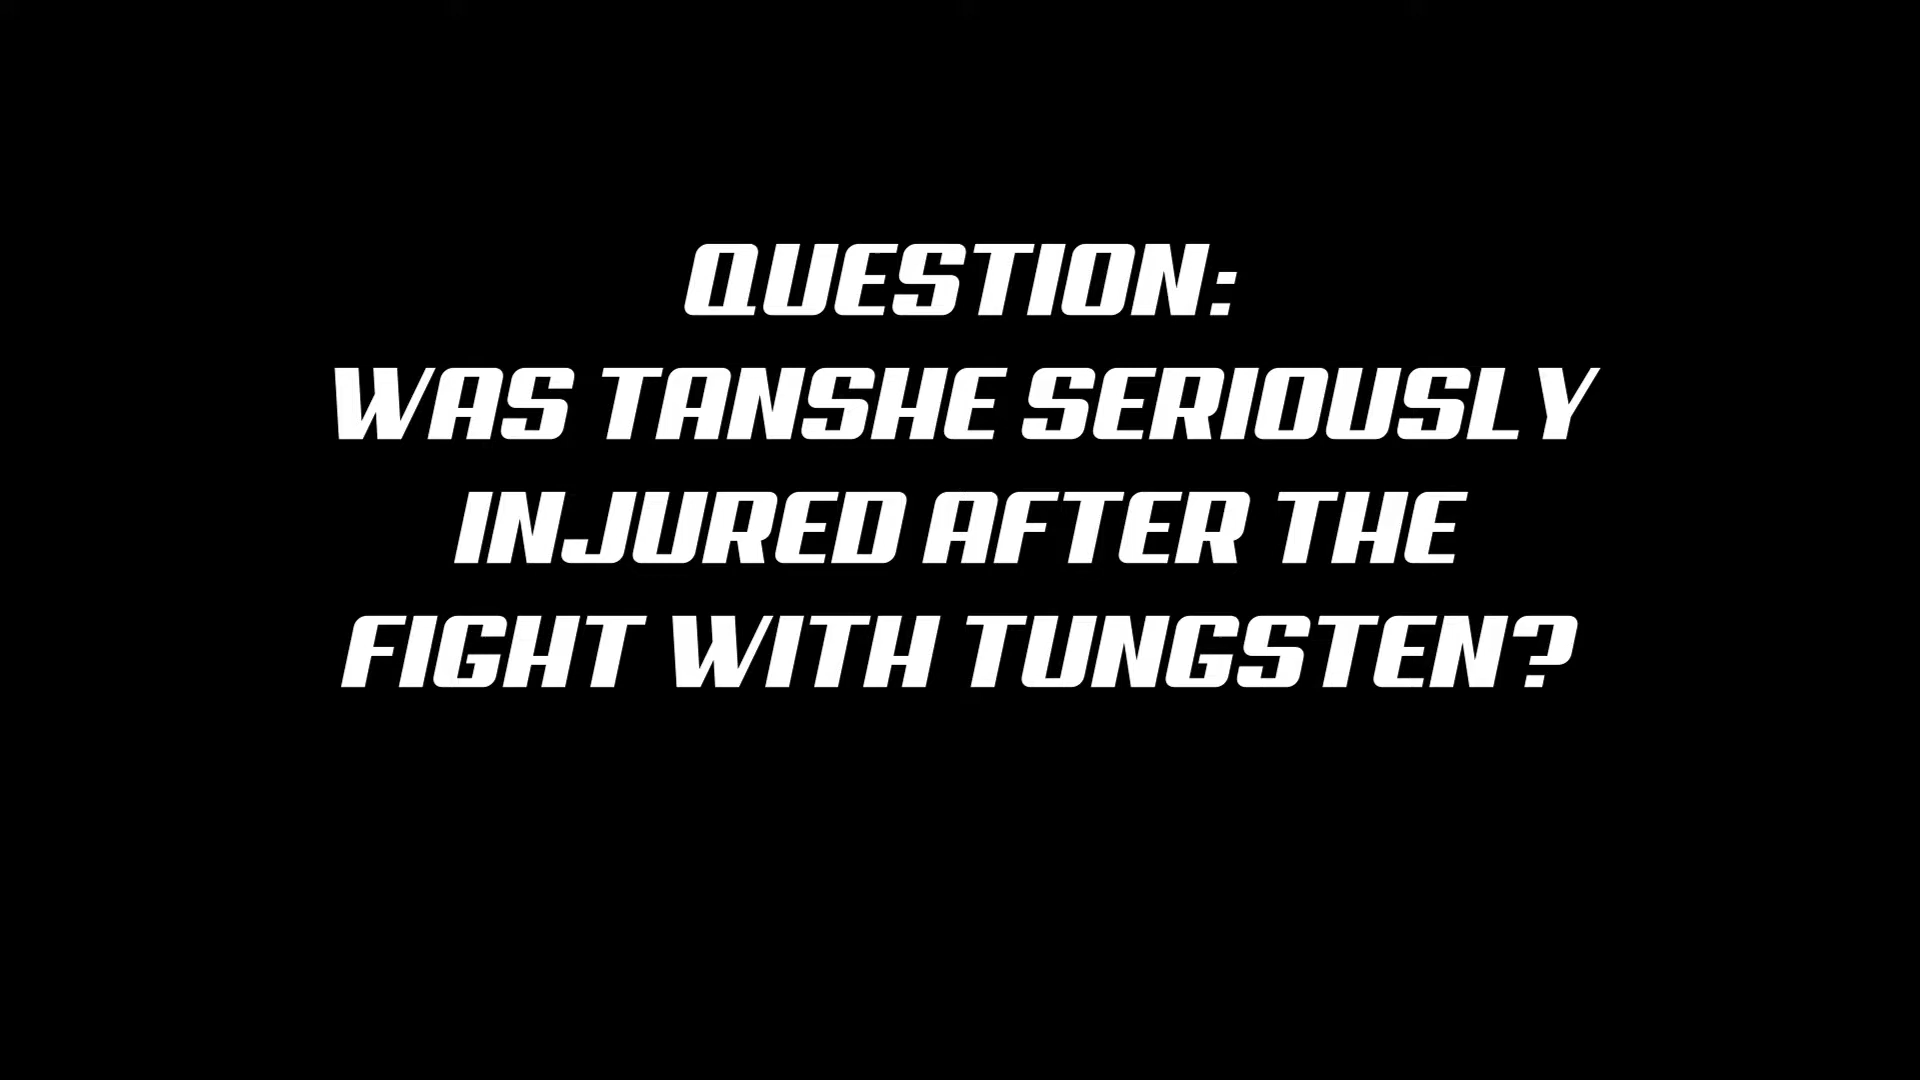 QUESTION:
WAS TANSHE SERIOUSLY
INJURED AFTER THE
FIGHT WITH TUNGSTEN?